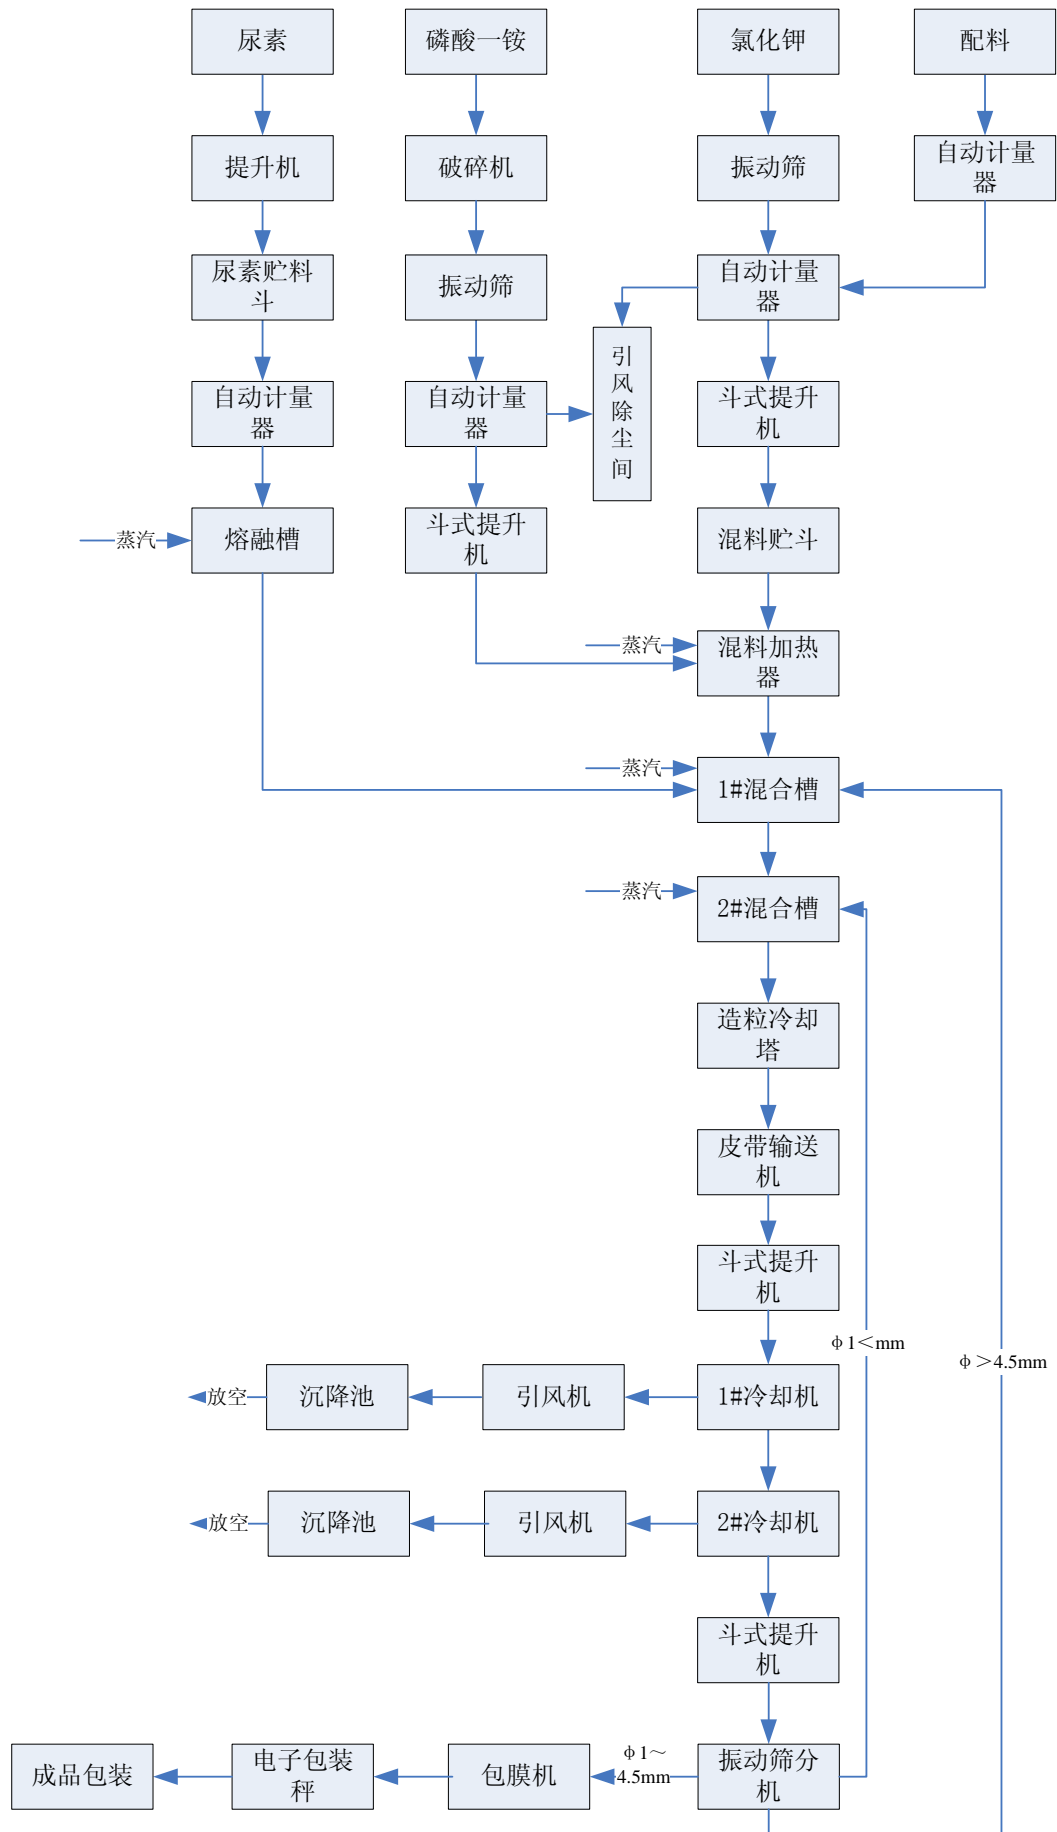 尿素
磷酸一铵
氯化钾
配料
提升机
破碎机
振动筛
自动计量
器
尿素贮料
斗
振动筛
自动计量
器
引
风
除
尘
间
自动计量
器
自动计量
器
斗式提升
机
蒸汽
熔融槽
斗式提升
机
混料贮斗
蒸汽
混料加热
器
蒸汽
1#混合槽
蒸汽
2#混合槽
造粒冷却
塔
皮带输送
机
斗式提升
机
φ1＜mm
φ＞4.5mm
放空
沉降池
引风机
1#冷却机
放空
沉降池
引风机
2#冷却机
斗式提升
机
成品包装
电子包装
秤
包膜机
φ1～
4.5mm
振动筛分
机